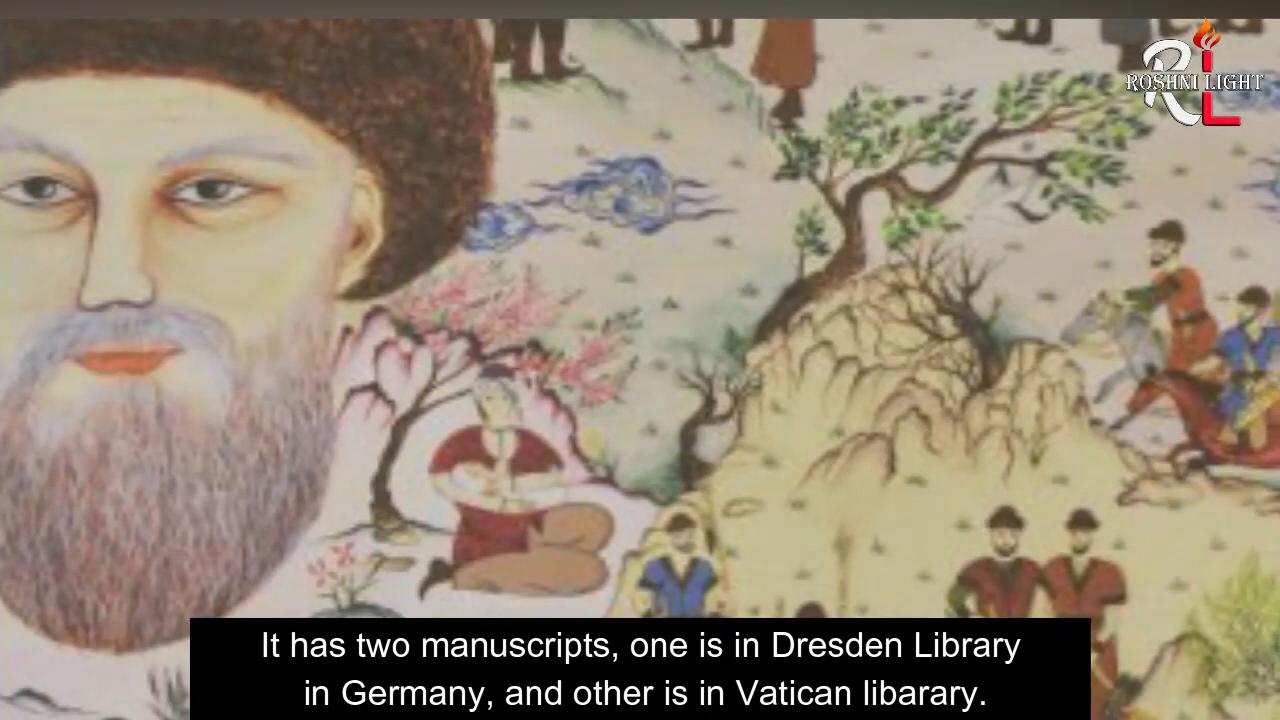 RL
ROSHNI LIGHT
It has two manuscripts, one is in Dresden Library
in Germany, and other is in Vatican libarary.